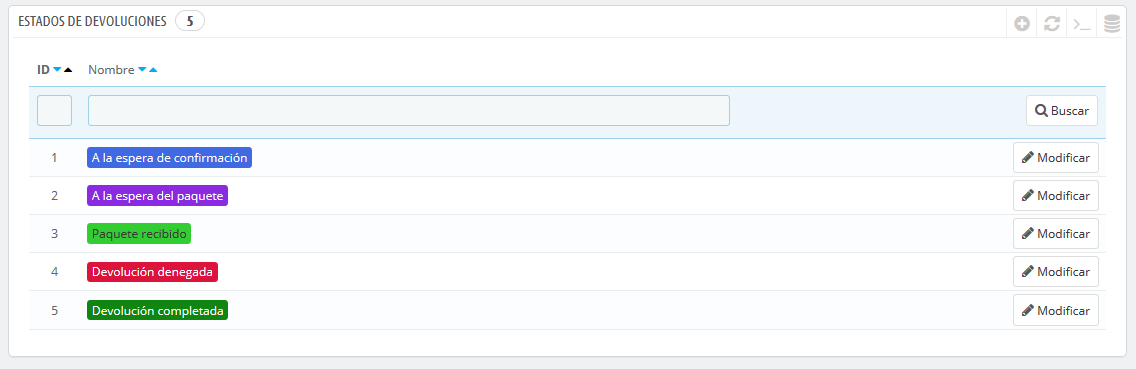 ESTADOS DE DEVOLUCIONES 5
ID Nombre
Buscar
1 A la espera de confirmación Modificar
2 A la espera del paquete Modificar
3 Paquete recibido Modificar
4 Devolución denegada Modificar
5 Devolución completada Modificar